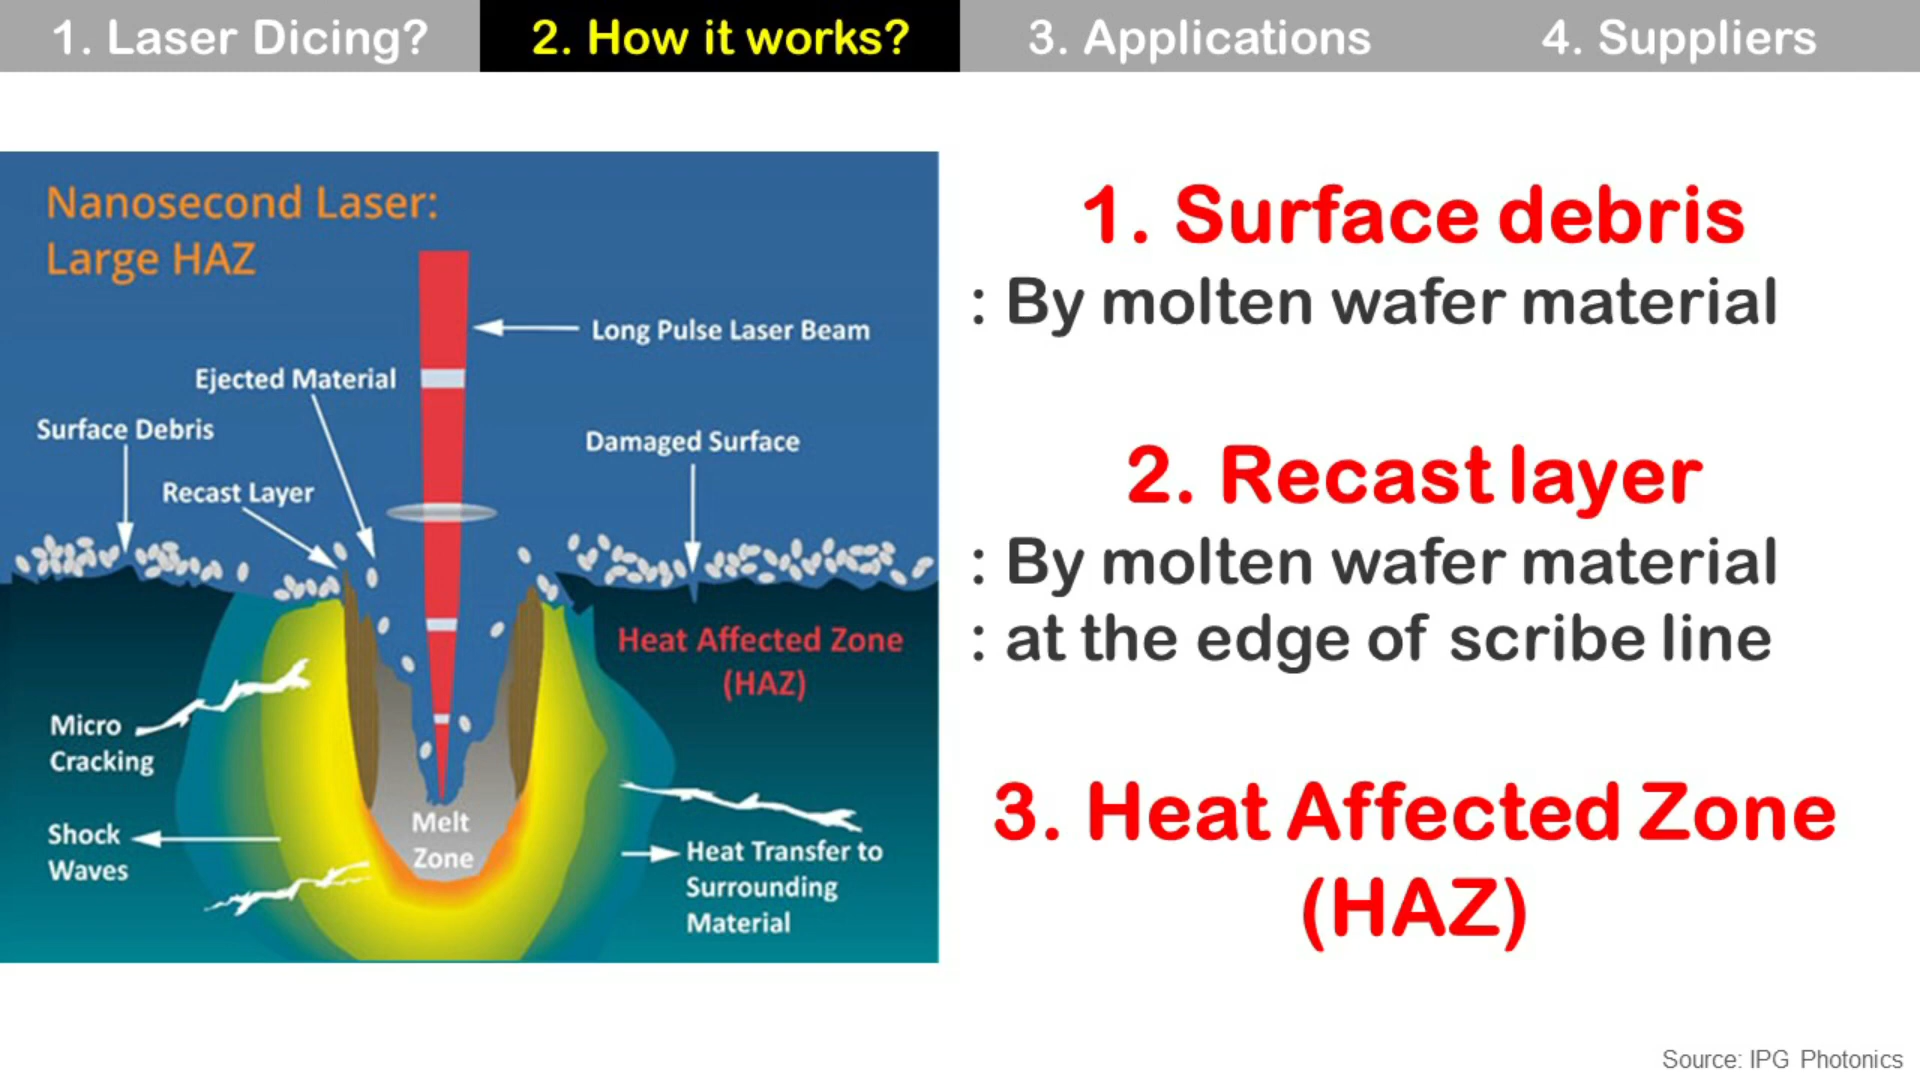 1. Laser Dicing?
2. How it works?
3. Applications
4. Suppliers
Nanosecond Laser:
Large HAZ
Long Pulse Laser Beam
Ejected Material
Surface Debris
Damaged Surface
Recast Layer
Heat Affected Zone
(HAZ)
Micro
Cracking
Melt
Zone
Shock
Waves
Heat Transfer to
Surrounding
Material
1. Surface debris
: By molten wafer material
2. Recast layer
: By molten wafer material
: at the edge of scribe line
3. Heat Affected Zone
(HAZ)
Source: IPG Photonics